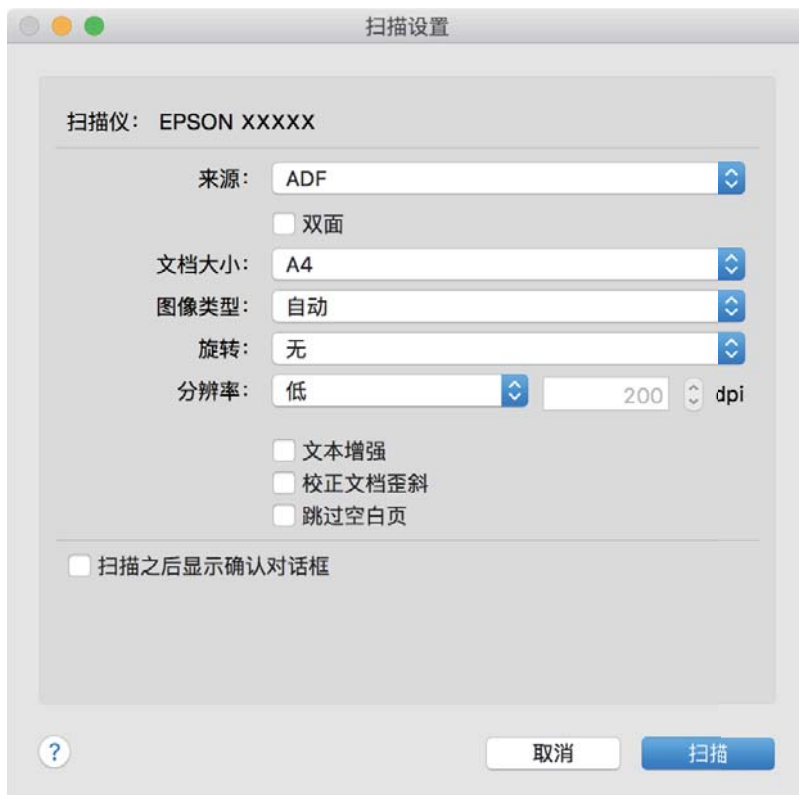 扫描设置
扫描仪： EPSON XXXXX
来源： ADF
双面
文档大小： A4
图像类型： 自动
旋转： 无
分辨率： 低 200 dpi
文本增强
校正文档歪斜
跳过空白页
扫描之后显示确认对话框
? 取消 扫描